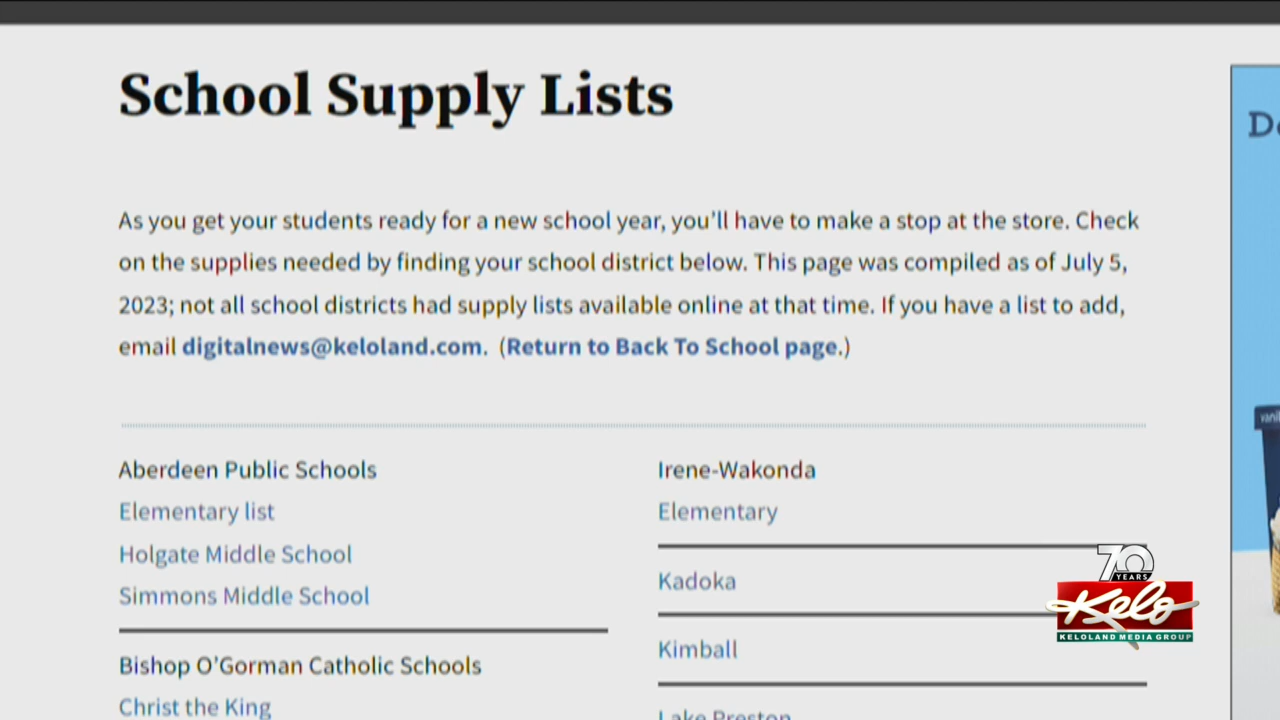 School Supply Lists
As you get your students ready for a new school year, you'll have to make a stop at the store. Check
on the supplies needed by finding your school district below. This page was compiled as of July 5,
2023; not all school districts had supply lists available online at that time. If you have a list to add,
email digitalnews@keloland.com. (Return to Back To School page.)
Aberdeen Public Schools
Elementary list
Holgate Middle School
Simmons Middle School
Bishop O'Gorman Catholic Schools
Christ the King
Irene-Wakonda
Elementary
Kadoka
Kimball
Lake Preston
70
YEARS
Kelo
KELOLAND MEDIA GROUP